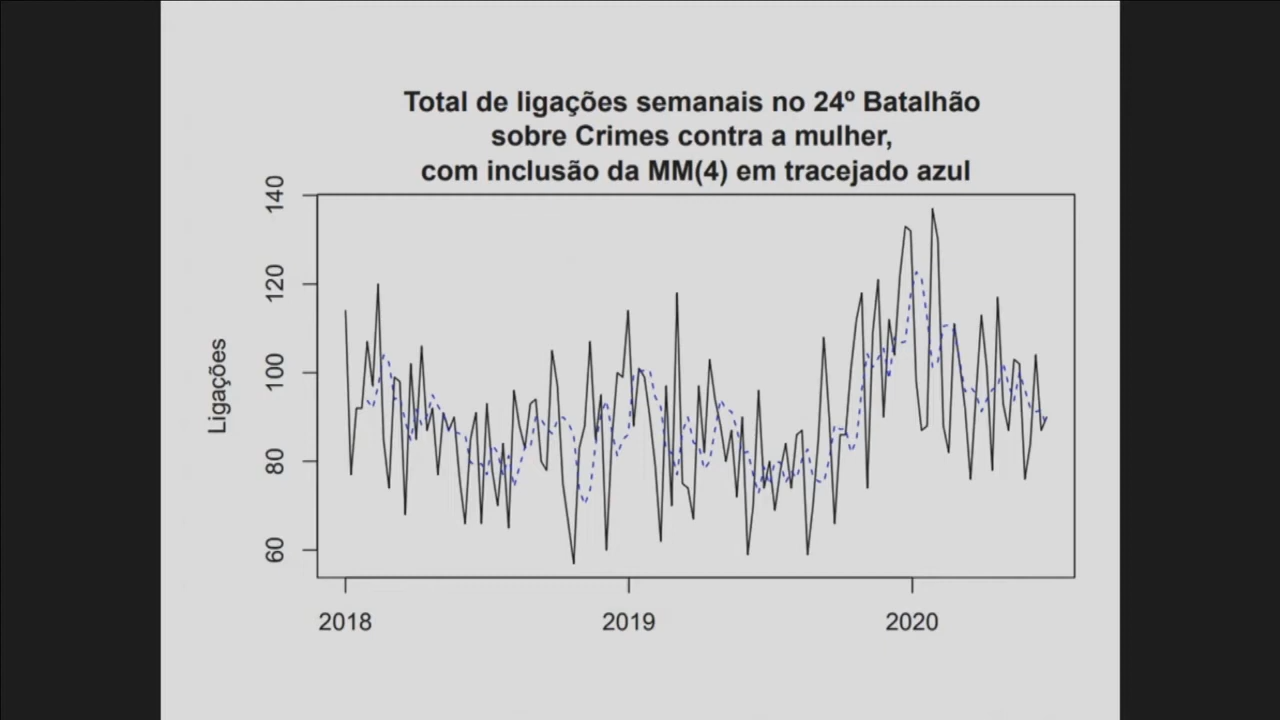 Total de ligações semanais no 24º Batalhão
sobre Crimes contra a mulher,
com inclusão da MM(4) em tracejado azul
140
120
100
80
60
Ligações
2018
2019
2020